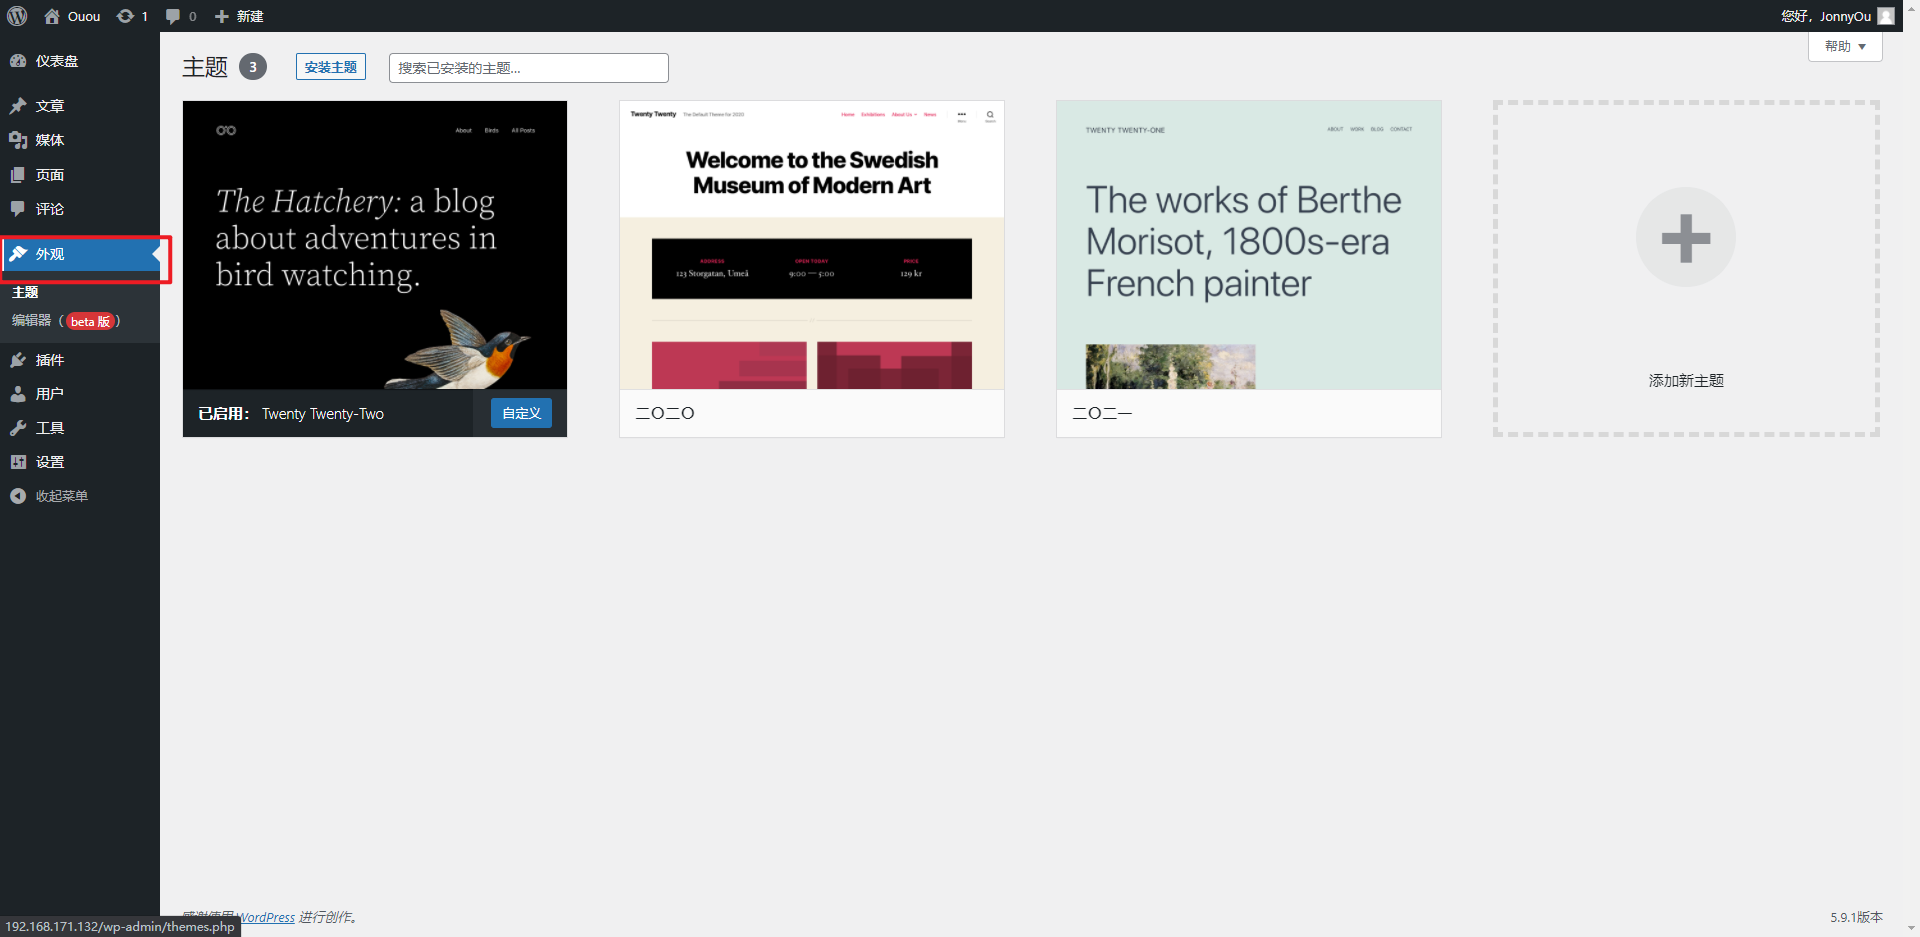 Ouou 1 0 新建
您好，JonnyOu
帮助
仪表盘
文章
媒体
页面
评论
外观
主题
编辑器（beta 版）
插件
用户
工具
设置
收起菜单
主题 3 安装主题 搜索已安装的主题...
About Birds All Posts
The Hatchery: a blog
about adventures in
bird watching.
已启用： Twenty Twenty-Two 自定义
Twenty Twenty The Default Theme for 2020 Home Exhibitions About Us News
Menu Search
Welcome to the Swedish
Museum of Modern Art
ADDRESS OPEN TODAY PRICE
123 Storgatan, Umeå 9:00 — 5:00 129 kr
二〇二〇
TWENTY TWENTY-ONE ABOUT WORK BLOG CONTACT
The works of Berthe
Morisot, 1800s-era
French painter
二〇二一
添加新主题
感谢使用 WordPress 进行创作。
5.9.1版本
192.168.171.132/wp-admin/themes.php